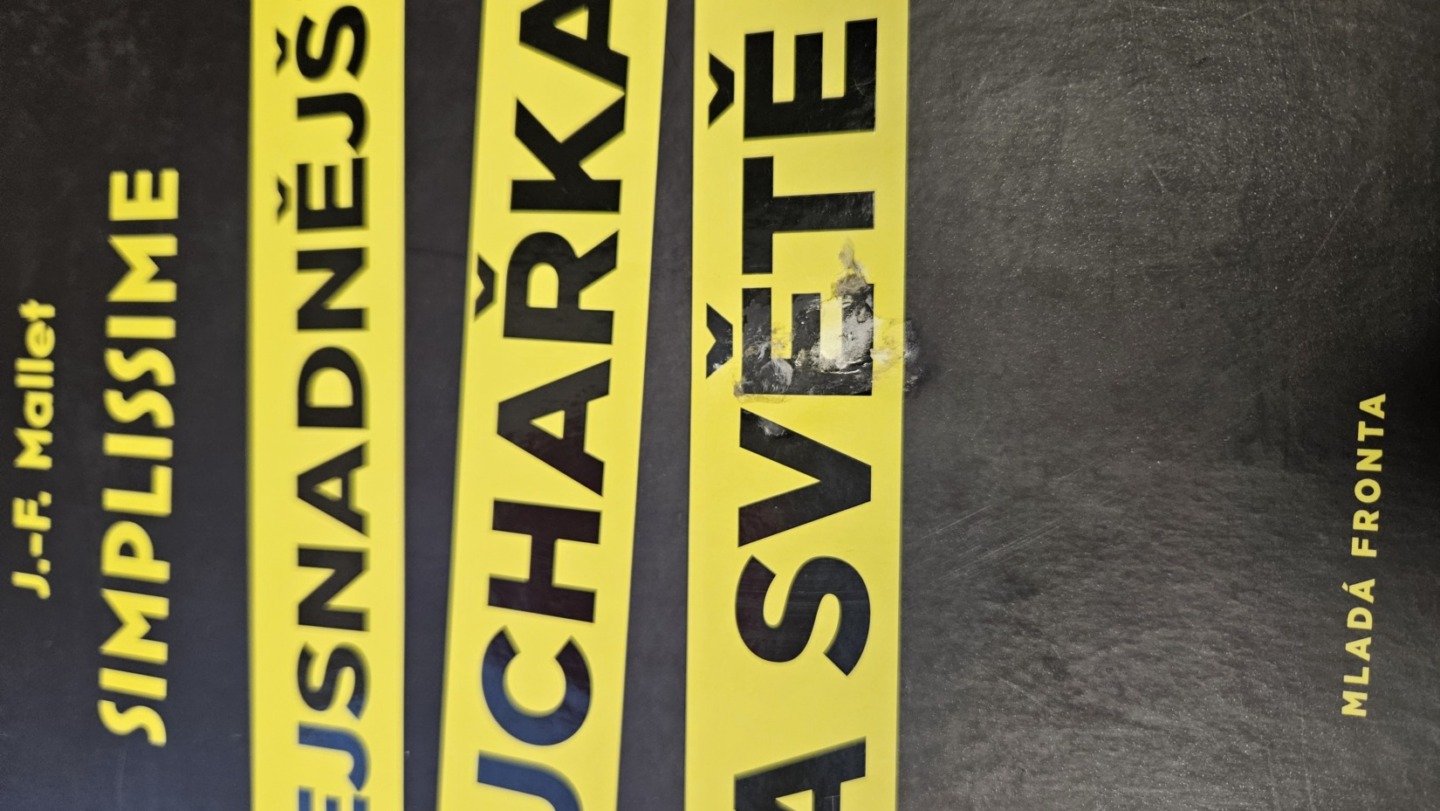 J.-F. Mallet
SIMPLISSIME
EJSNADNĚJŠ
UCHAŘKA
A SVĚTĚ
MLADÁ FRONTA